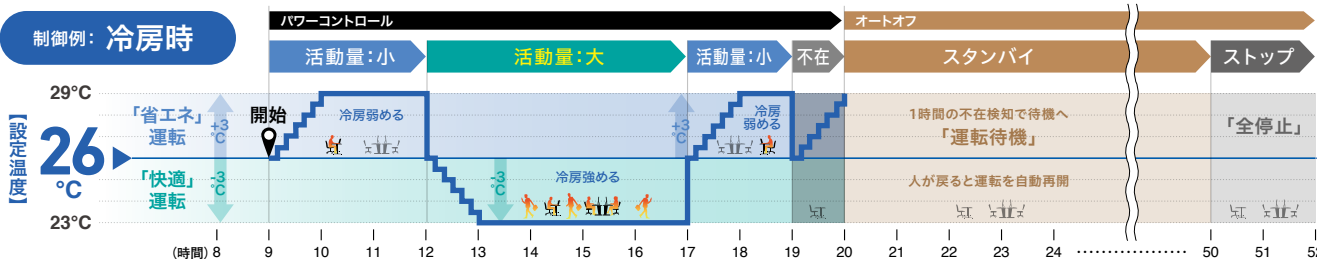 制御例： 冷房時
パワーコントロール
オートオフ
活動量：小
活動量：大
活動量：小
不在
スタンバイ
ストップ
【設定温度】
29°C
26
°C
23°C
「省エネ」
運転
+3
°C
「快適」
運転
-3
°C
開始
冷房弱める
-3
°C
冷房強める
+3
°C
冷房
弱める
1時間の不在検知で待機へ
「運転待機」
人が戻ると運転を自動再開
「全停止」
(時間) 8 9 10 11 12 13 14 15 16 17 18 19 20 21 22 23 24 50 51 52